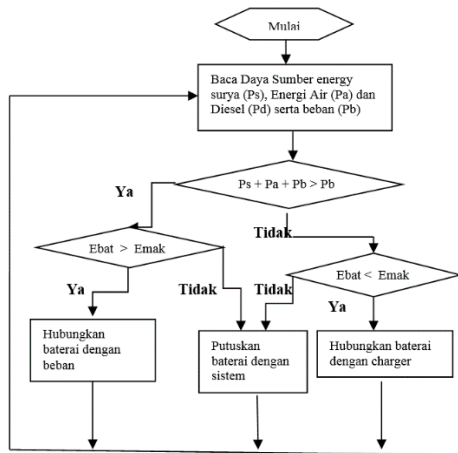 Mulai
Baca Daya Sumber energy
surya (Ps), Energi Air (Pa) dan
Diesel (Pd) serta beban (Pb)
Ps + Pa + Pb > Pb
Ya
Tidak
Ebat > Emak
Ebat < Emak
Ya
Tidak
Tidak
Ya
Hubungkan
baterai dengan
beban
Putuskan
baterai dengan
sistem
Hubungkan baterai
dengan charger